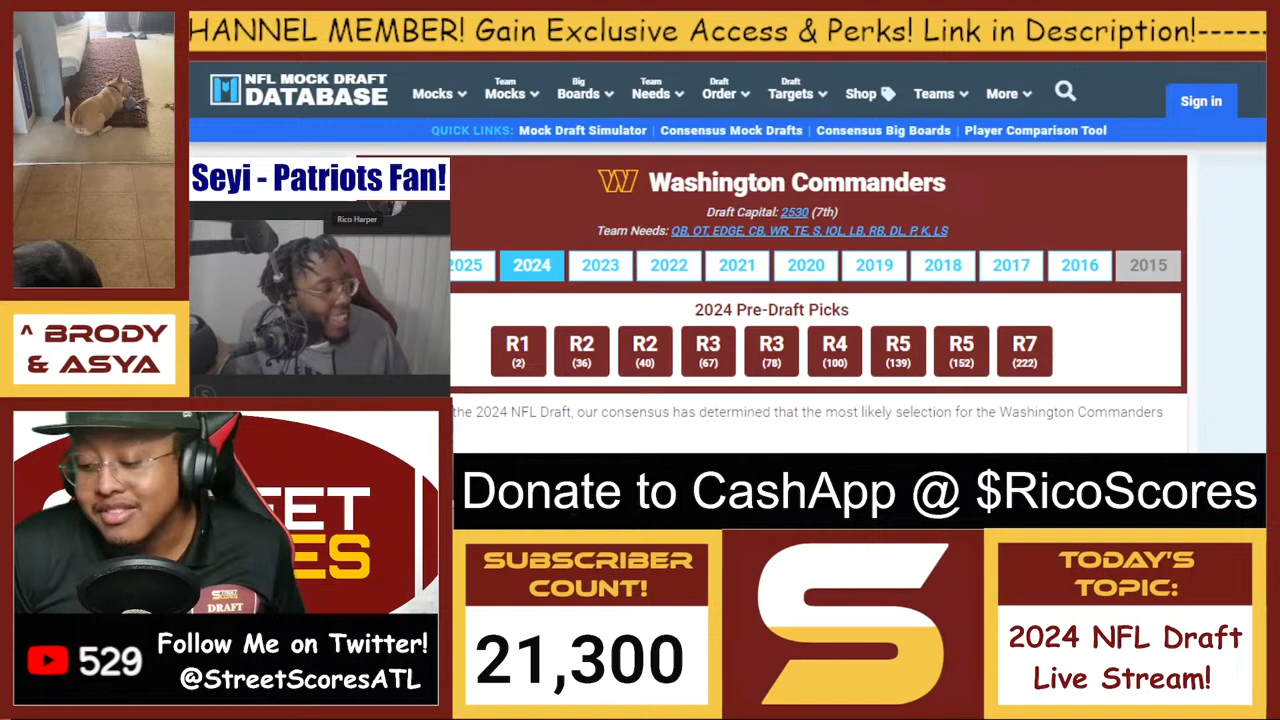 HANNEL MEMBER! Gain Exclusive Access & Perks! Link in Description!------
NFL MOCK DRAFT
DATABASE
Mocks
Team
Mocks
Big
Boards
Team
Needs
Draft
Order
Draft
Targets
Shop
Teams
More
Sign in
QUICK LINKS: Mock Draft Simulator | Consensus Mock Drafts | Consensus Big Boards | Player Comparison Tool
Seyi - Patriots Fan!
Rico Harper
W Washington Commanders
Draft Capital: 2530 (7th)
Team Needs: QB, OT, EDGE, CB, WR, TE, S, IOL, LB, RB, DL, P, K, LS
2025 2024 2023 2022 2021 2020 2019 2018 2017 2016 2015
2024 Pre-Draft Picks
R1 R2 R2 R3 R3 R4 R5 R5 R7
(2) (36) (40) (67) (78) (100) (139) (152) (222)
the 2024 NFL Draft, our consensus has determined that the most likely selection for the Washington Commanders
^ BRODY
& ASYA
DRAFT
Donate to CashApp @ $RicoScores
SUBSCRIBER
COUNT!
21,300
S
TODAY'S
TOPIC:
2024 NFL Draft
Live Stream!
529
Follow Me on Twitter!
@StreetScoresATL